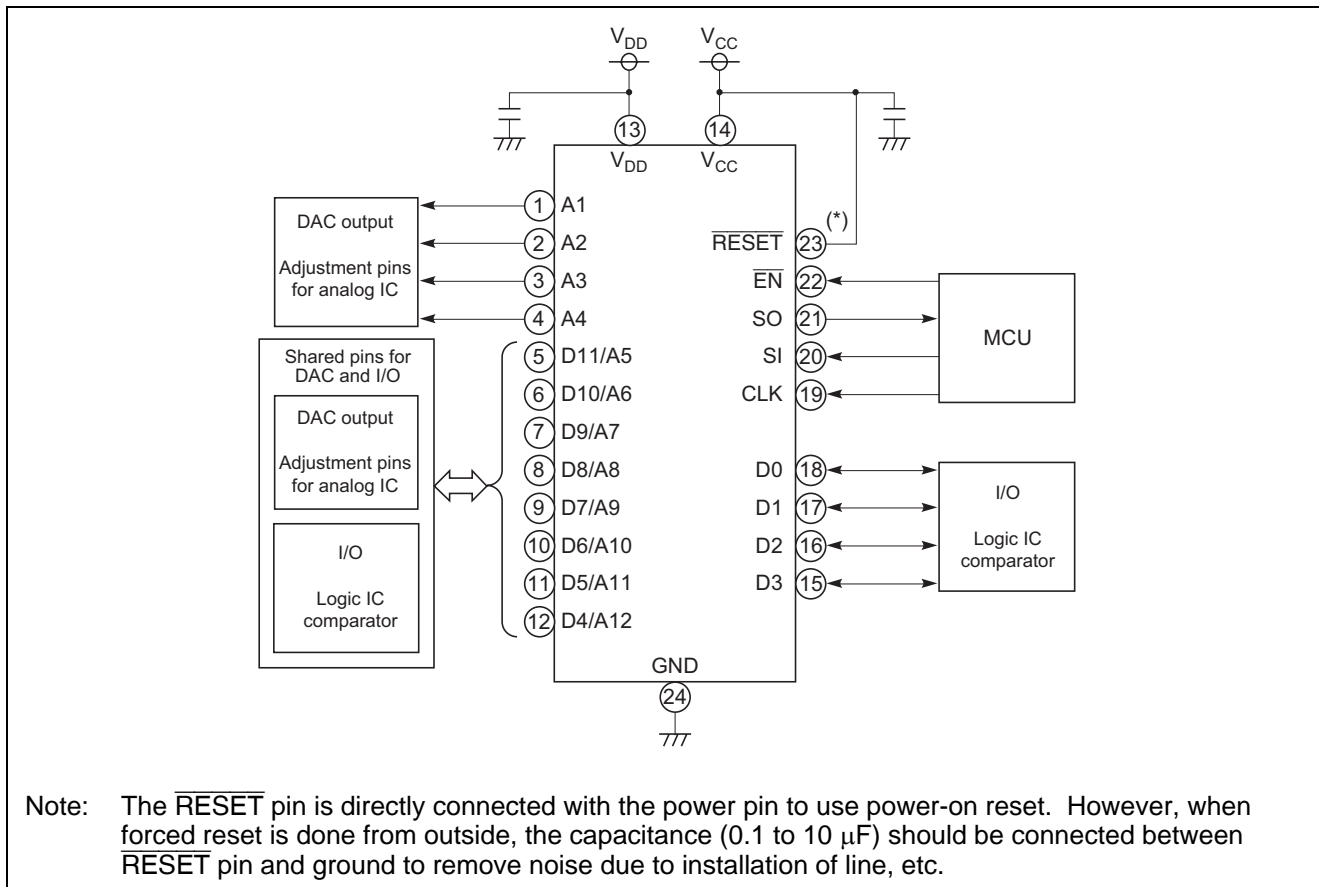 VDD VCC
13 14
VDD VCC
DAC output
Adjustment pins
for analog IC
1 A1
2 A2
3 A3
4 A4
Shared pins for
DAC and I/O
DAC output
Adjustment pins
for analog IC
I/O
Logic IC
comparator
5 D11/A5
6 D10/A6
7 D9/A7
8 D8/A8
9 D7/A9
10 D6/A10
11 D5/A11
12 D4/A12
RESET 23 (*)
EN 22
SO 21
SI 20
CLK 19
MCU
D0 18
D1 17
D2 16
D3 15
I/O
Logic IC
comparator
GND
24
Note: The RESET pin is directly connected with the power pin to use power-on reset. However, when
forced reset is done from outside, the capacitance (0.1 to 10 μF) should be connected between
RESET pin and ground to remove noise due to installation of line, etc.